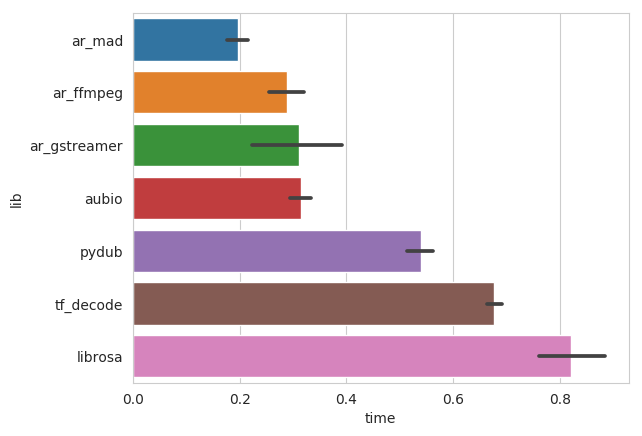 ar_mad
ar_ffmpeg
ar_gstreamer
aubio
pydub
tf_decode
librosa
lib
0.0 0.2 0.4 0.6 0.8
time